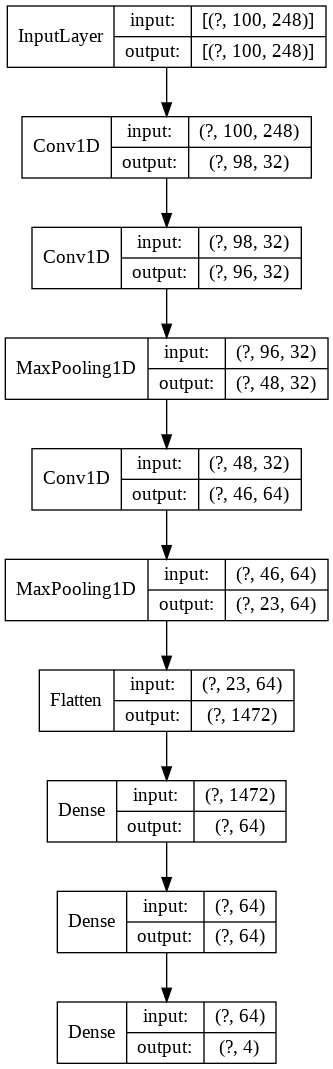 InputLayer
input: [(?, 100, 248)]
output: [(?, 100, 248)]
Conv1D
input: (?, 100, 248)
output: (?, 98, 32)
Conv1D
input: (?, 98, 32)
output: (?, 96, 32)
MaxPooling1D
input: (?, 96, 32)
output: (?, 48, 32)
Conv1D
input: (?, 48, 32)
output: (?, 46, 64)
MaxPooling1D
input: (?, 46, 64)
output: (?, 23, 64)
Flatten
input: (?, 23, 64)
output: (?, 1472)
Dense
input: (?, 1472)
output: (?, 64)
Dense
input: (?, 64)
output: (?, 64)
Dense
input: (?, 64)
output: (?, 4)